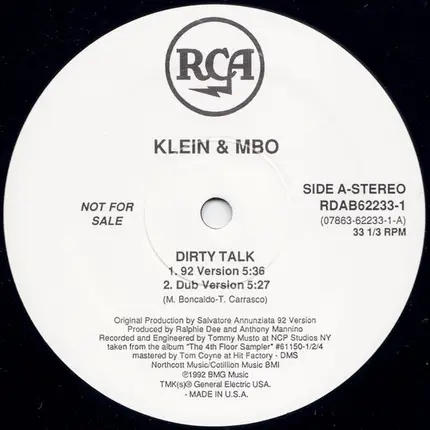 RCA
KLEIN & MBO
NOT FOR
SALE
SIDE A-STEREO
RDAB62233-1
(07863-62233-1-A)
33 1/3 RPM
DIRTY TALK
1. 92 Version 5:36
2. Dub Version 5:27
(M. Boncaldo-T. Carrasco)
Original Production by Salvatore Annunziata 92 Version
Produced by Ralphie Dee and Anthony Mannino
Recorded and Engineered by Tommy Musto at NCP Studios NY
taken from the album "The 4th Floor Sampler" #61150-1/2/4
mastered by Tom Coyne at Hit Factory - DMS
Northcott Music/Cotillion Music BMI
℗1992 BMG Music
TMK(s)® General Electric USA.
- MADE IN U.S.A.